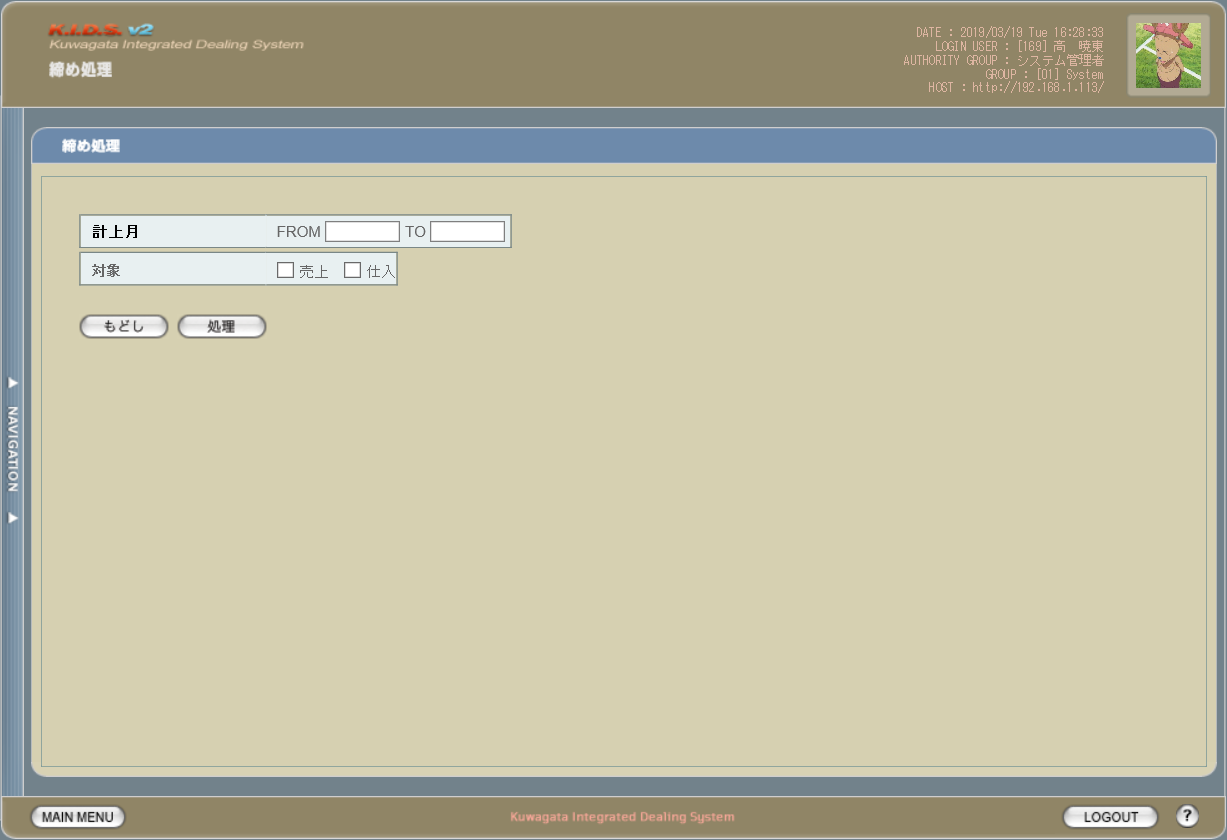 K.I.D.S. v2
Kuwagata Integrated Dealing System
締め処理
DATE : 2019/03/19 Tue 16:28:33
LOGIN USER : [169] 高　暁東
AUTHORITY GROUP : システム管理者
GROUP : [01] System
HOST : http://192.168.1.113/
締め処理
計上月 FROM TO
対象 売上 仕入
もどし 処理
NAVIGATION
MAIN MENU Kuwagata Integrated Dealing System LOGOUT ?